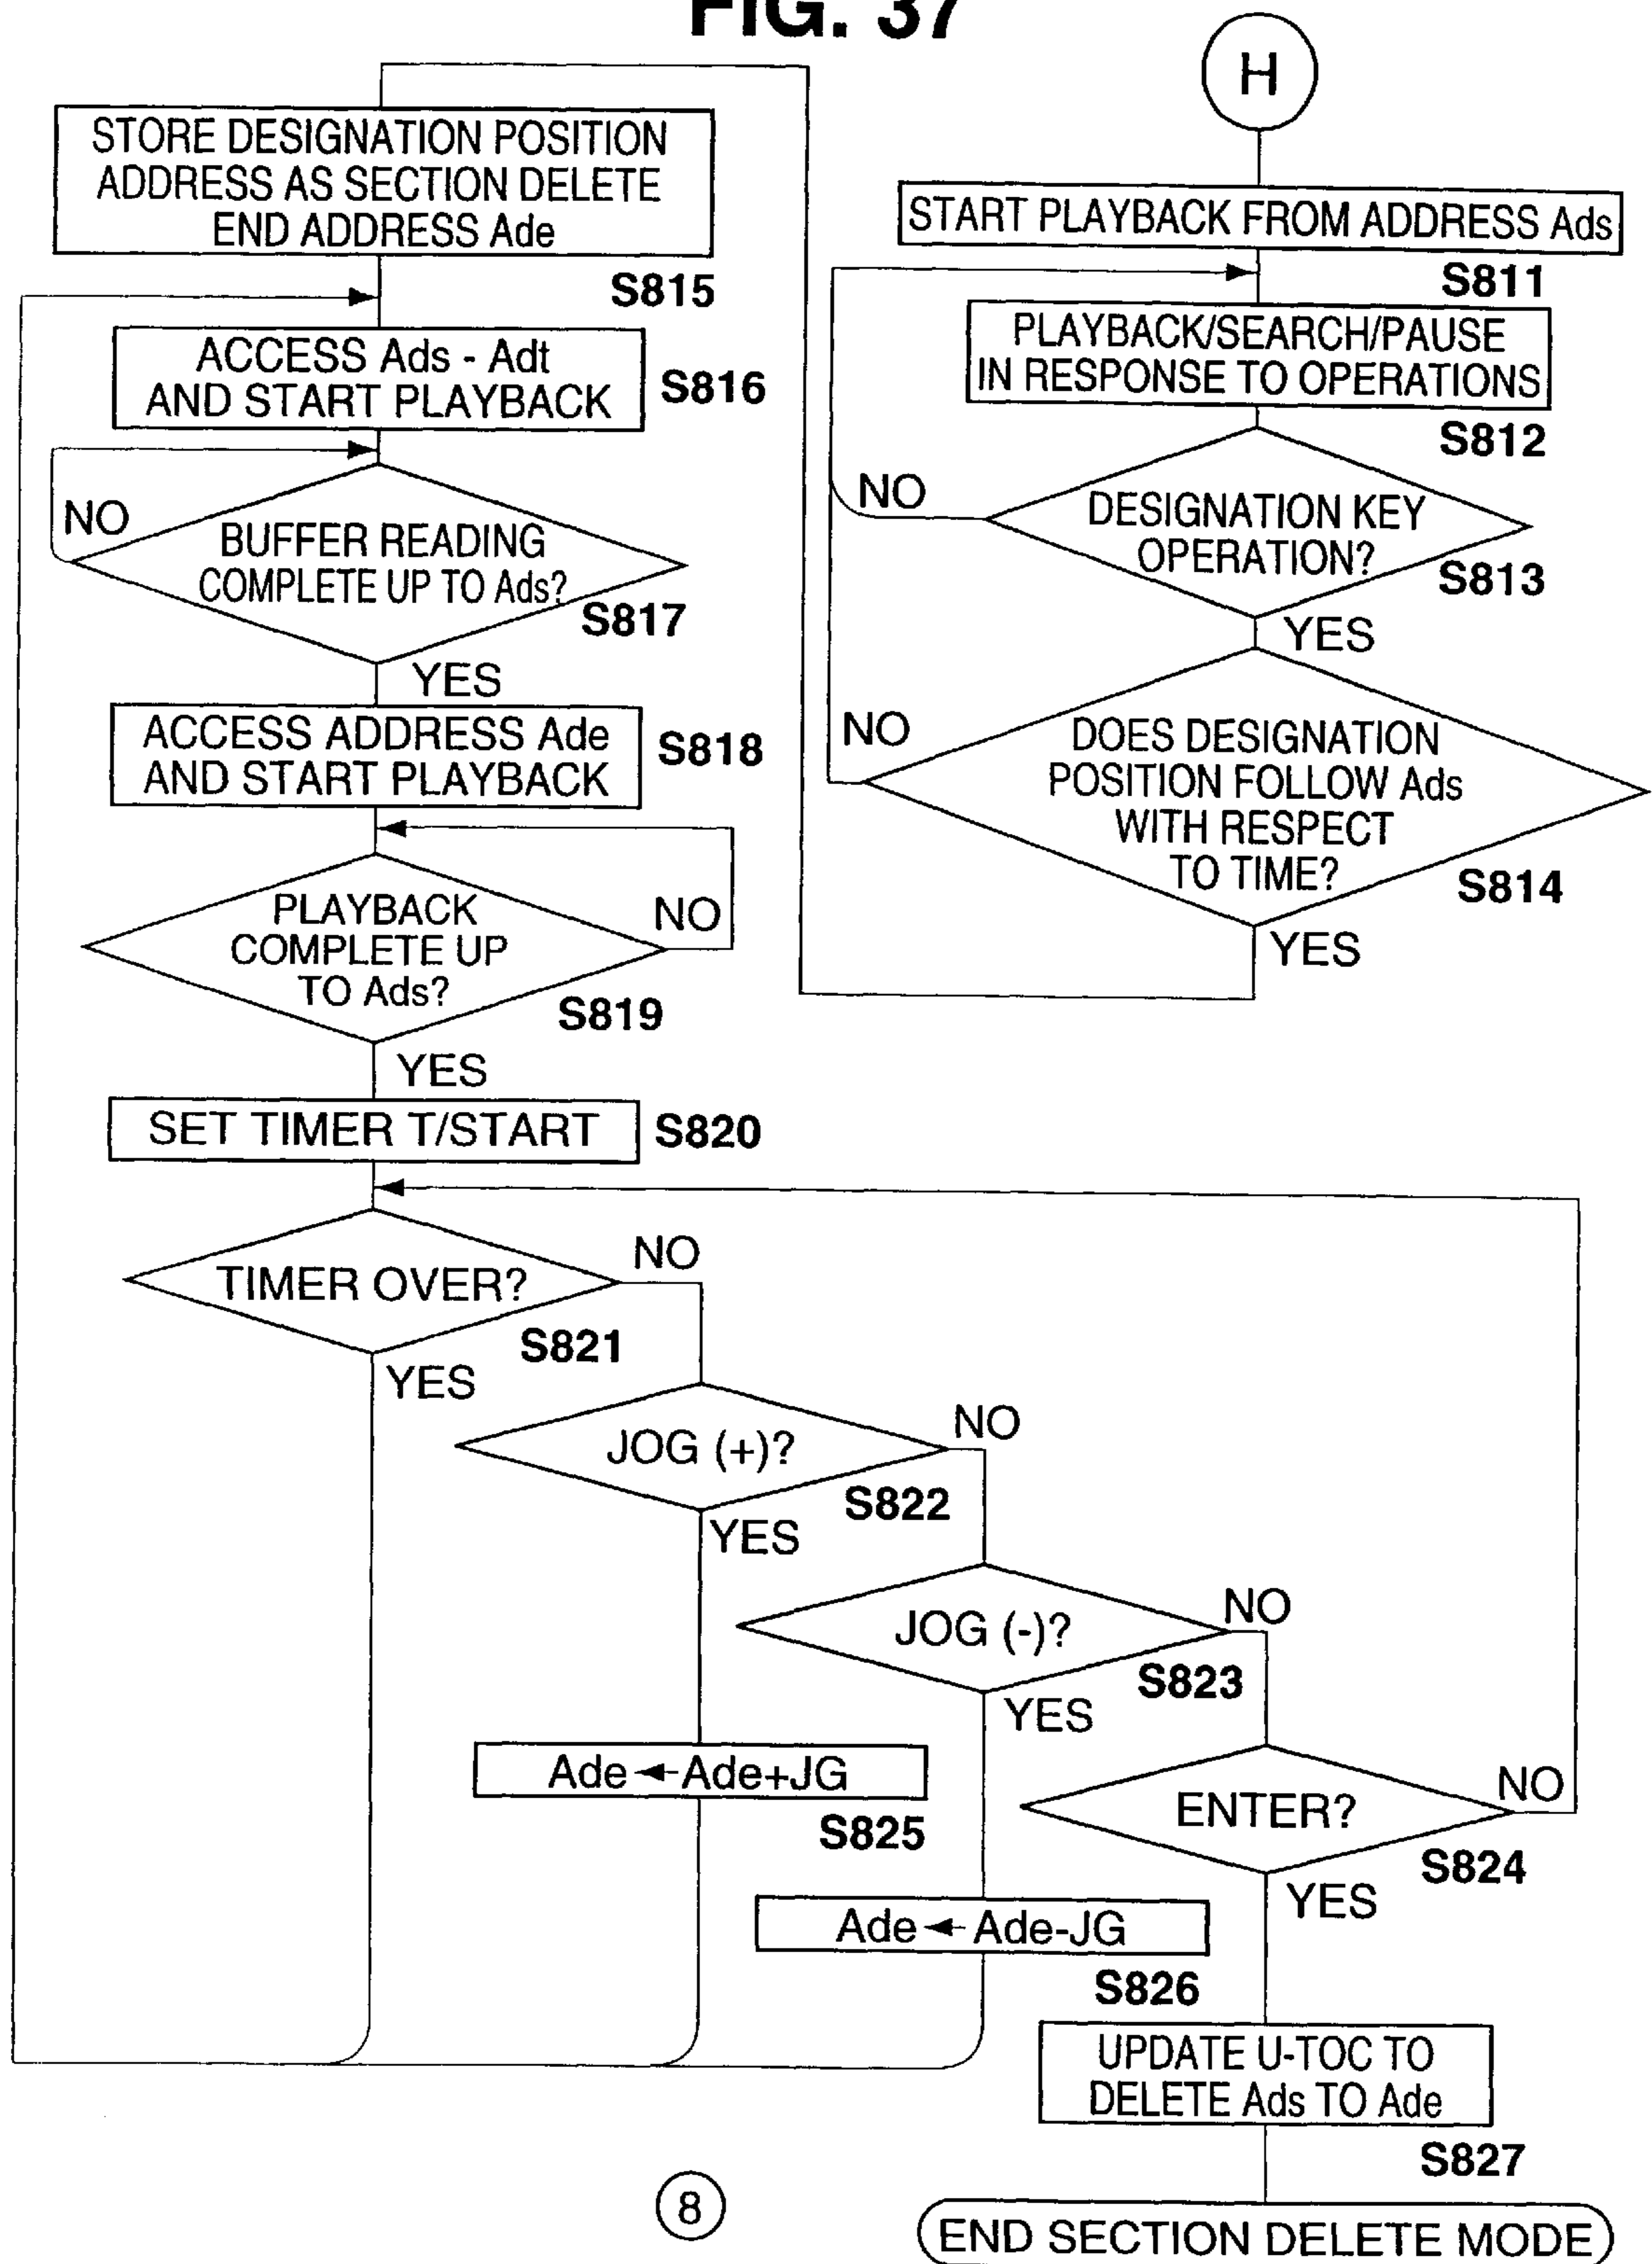 FIG. 37
H
START PLAYBACK FROM ADDRESS Ads
S811
PLAYBACK/SEARCH/PAUSE
IN RESPONSE TO OPERATIONS
S812
NO
DESIGNATION KEY
OPERATION?
S813
YES
NO
DOES DESIGNATION
POSITION FOLLOW Ads
WITH RESPECT
TO TIME?
S814
YES
STORE DESIGNATION POSITION
ADDRESS AS SECTION DELETE
END ADDRESS Ade
S815
ACCESS Ads - Adt
AND START PLAYBACK
S816
NO
BUFFER READING
COMPLETE UP TO Ads?
S817
YES
ACCESS ADDRESS Ade
AND START PLAYBACK
S818
PLAYBACK
COMPLETE UP
TO Ads?
NO
S819
YES
SET TIMER T/START
S820
TIMER OVER?
NO
S821
YES
JOG (+)?
NO
S822
YES
JOG (-)?
NO
S823
YES
Ade←Ade+JG
S825
ENTER?
NO
S824
YES
Ade← Ade-JG
S826
UPDATE U-TOC TO
DELETE Ads TO Ade
S827
8
END SECTION DELETE MODE